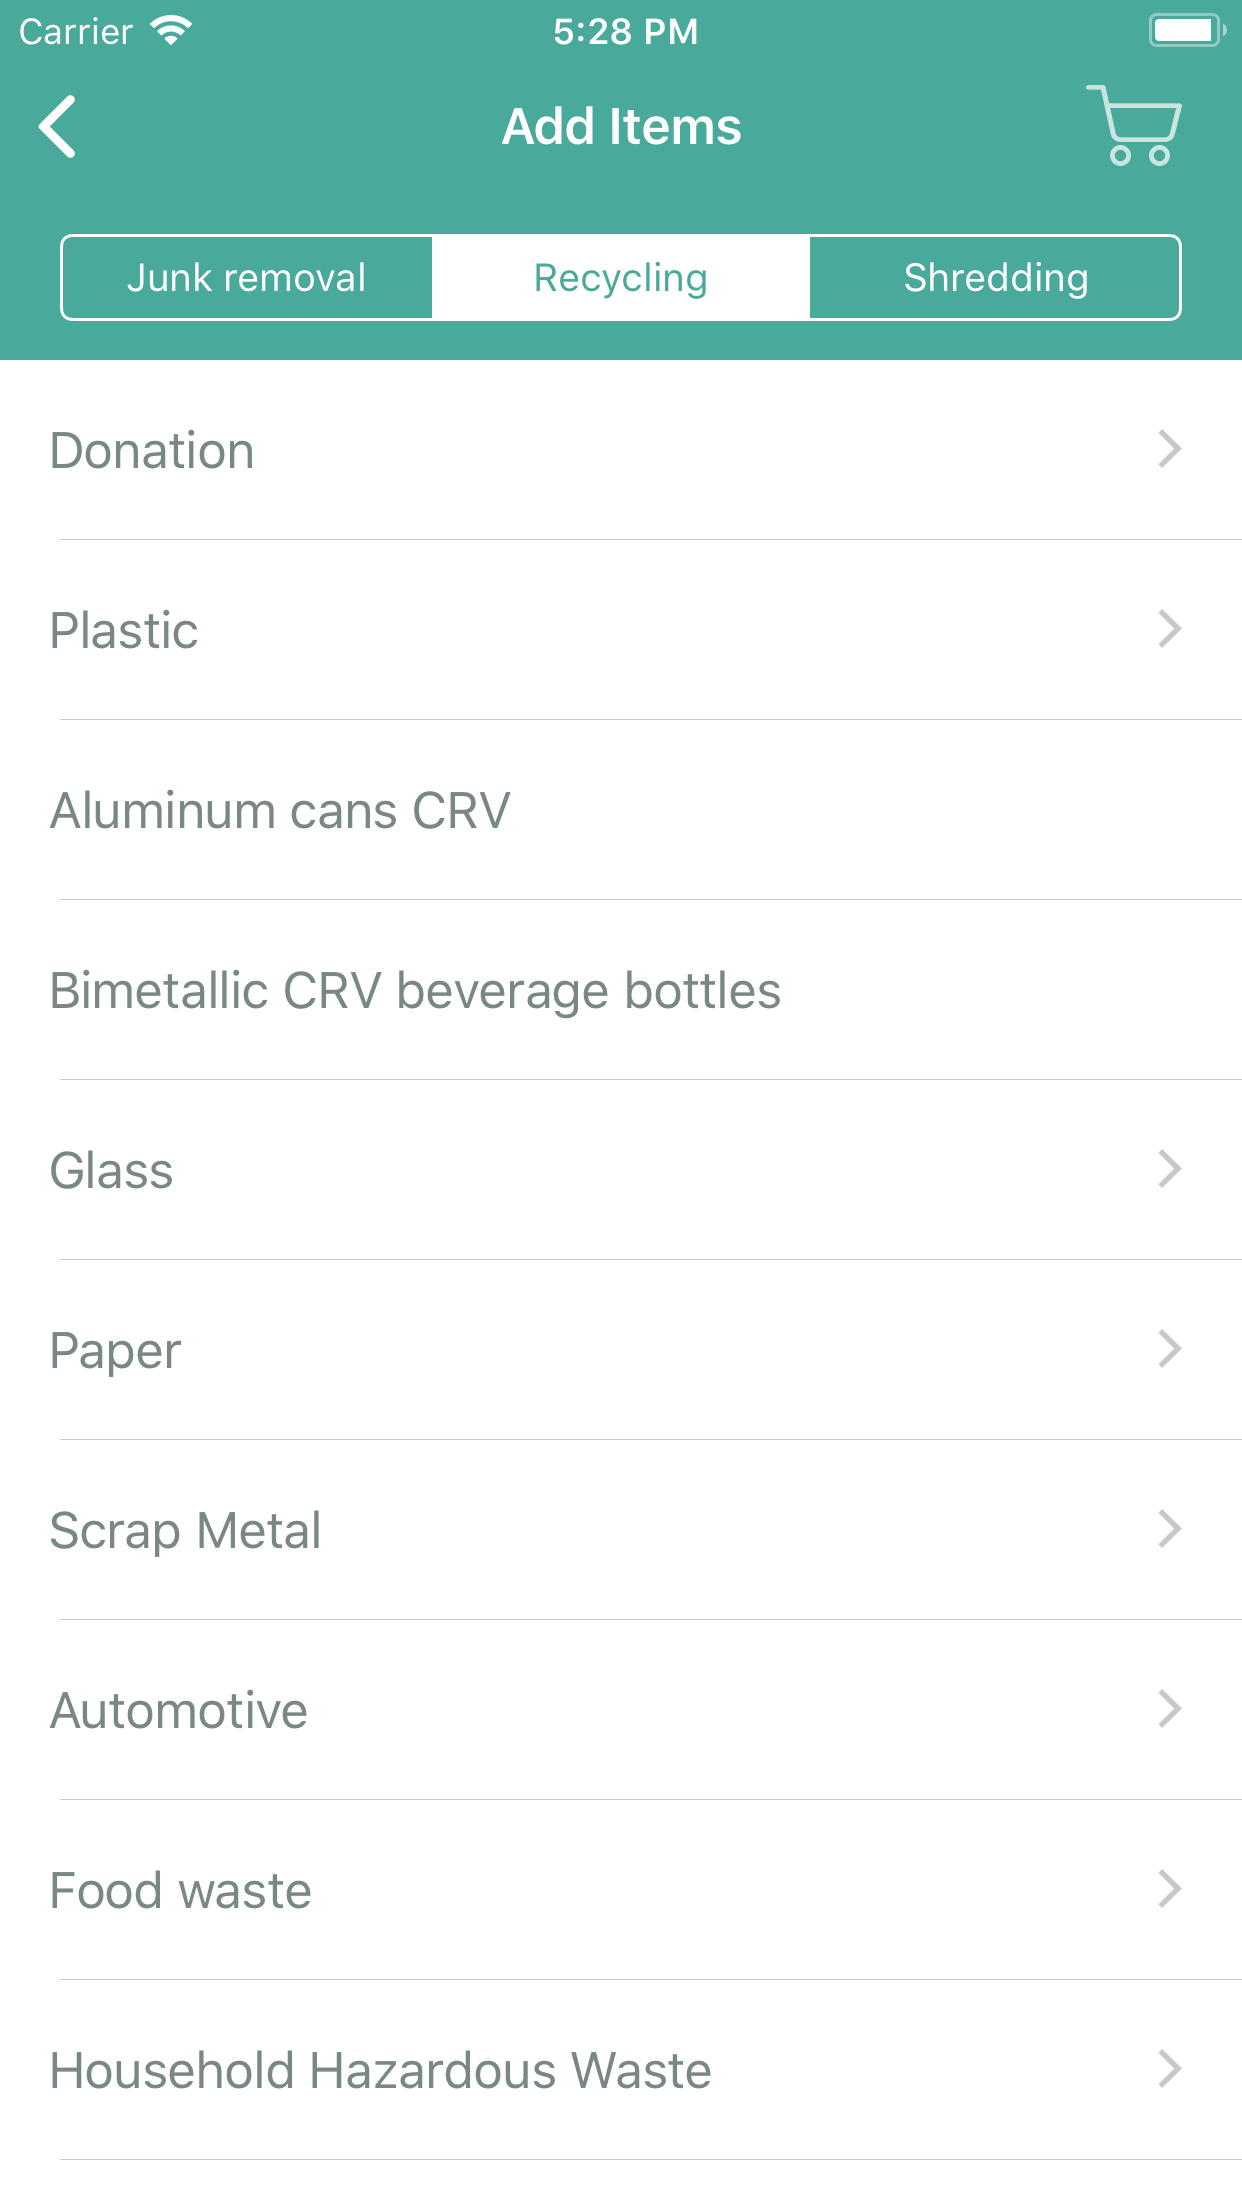 Carrier
5:28 PM
Add Items
Junk removal
Recycling
Shredding
Donation
Plastic
Aluminum cans CRV
Bimetallic CRV beverage bottles
Glass
Paper
Scrap Metal
Automotive
Food waste
Household Hazardous Waste